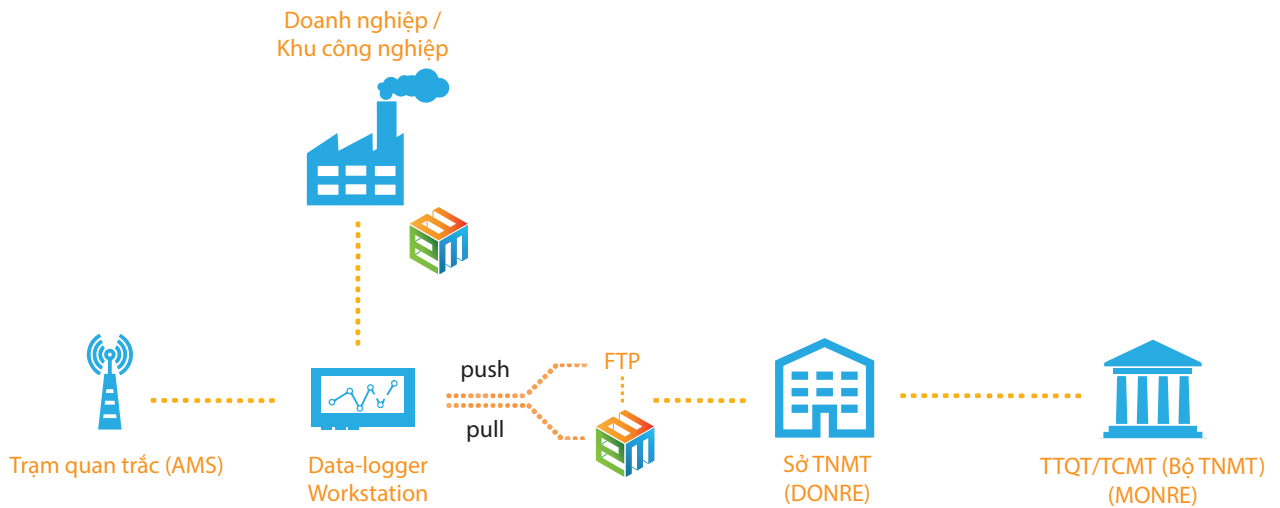 Doanh nghiệp /
Khu công nghiệp
push
FTP
pull
Trạm quan trắc (AMS)
Data-logger
Workstation
Sở TNMT
(DONRE)
TTQT/TCMT (Bộ TNMT)
(MONRE)